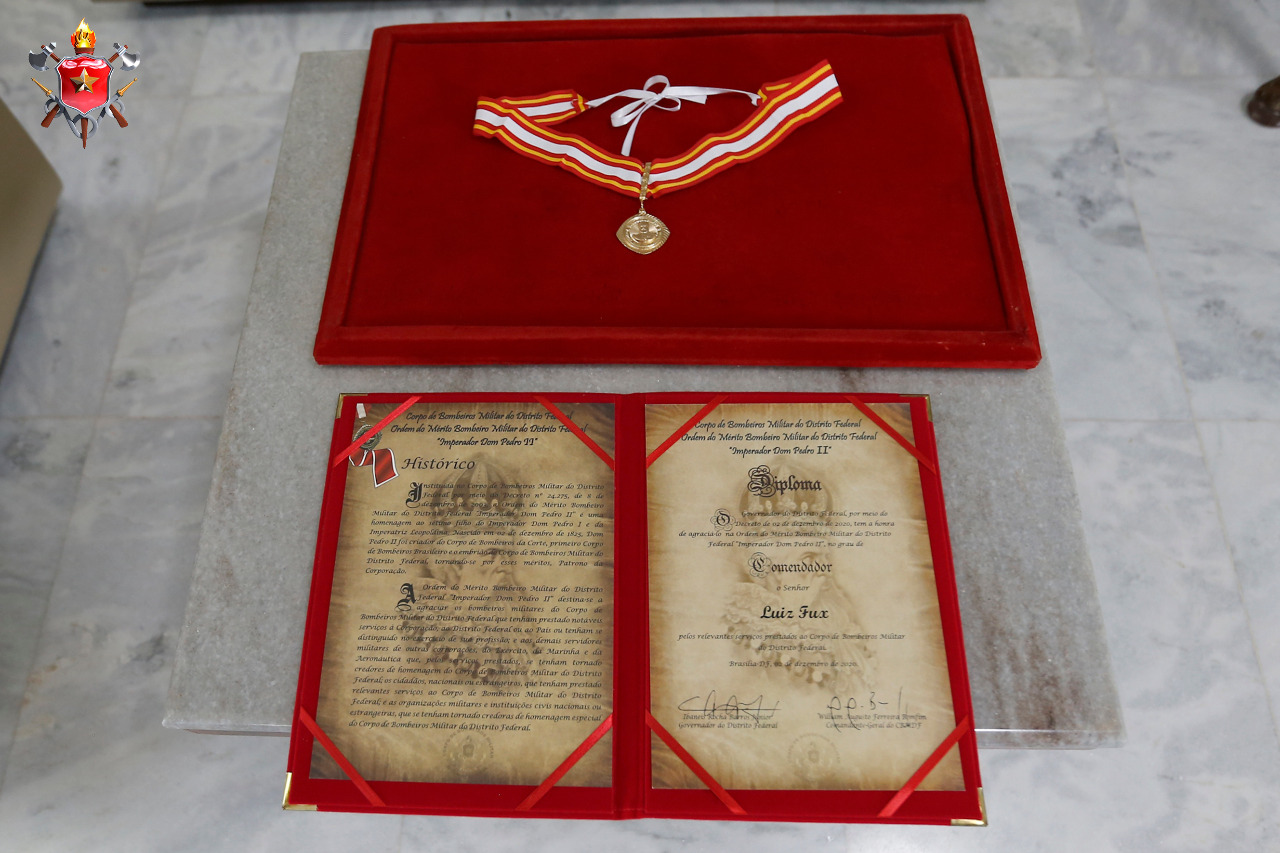 Corpo de Bombeiros Militar do Distrito Federal
Ordem do Mérito Bombeiro Militar do Distrito Federal
"Imperador Dom Pedro II"
Histórico
Instituída no Corpo de Bombeiros Militar do Distrito
Federal por meio do Decreto nº 24.275, de 8 de
dezembro de 2003, a Ordem do Mérito Bombeiro
Militar do Distrito Federal "Imperador Dom Pedro II" é uma
homenagem ao sétimo filho do Imperador Dom Pedro I e da
Imperatriz Leopoldina. Nascido em 02 de dezembro de 1825, Dom
Pedro II foi criador do Corpo de Bombeiros da Corte, primeiro Corpo
de Bombeiros Brasileiro e o embrião do Corpo de Bombeiros Militar do
Distrito Federal, tornando-se por esses méritos, Patrono da
Corporação.
A Ordem do Mérito Bombeiro Militar do Distrito
Federal "Imperador Dom Pedro II" destina-se a
agraciar os bombeiros militares do Corpo de
Bombeiros Militar do Distrito Federal que tenham prestado notáveis
serviços à Corporação, ao Distrito Federal ou ao País ou tenham se
distinguido no exercício de sua profissão; e aos demais servidores
militares de outras corporações, do Exército, da Marinha e da
Aeronáutica que, pelos serviços prestados, se tenham tornado
credores de homenagem do Corpo de Bombeiros Militar do Distrito
Federal; os cidadãos, nacionais ou estrangeiros, que tenham prestado
relevantes serviços ao Corpo de Bombeiros Militar do Distrito
Federal; e as organizações militares e instituições civis nacionais ou
estrangeiras, que se tenham tornado credoras de homenagem especial
do Corpo de Bombeiros Militar do Distrito Federal.
Corpo de Bombeiros Militar do Distrito Federal
Ordem do Mérito Bombeiro Militar do Distrito Federal
"Imperador Dom Pedro II"
Diploma
O Governador do Distrito Federal, por meio do
Decreto de 02 de dezembro de 2020, tem a honra
de agraciá-lo na Ordem do Mérito Bombeiro Militar do Distrito
Federal "Imperador Dom Pedro II", no grau de
Comendador
o Senhor
Luiz Fux
pelos relevantes serviços prestados ao Corpo de Bombeiros Militar
do Distrito Federal.
Brasília-DF, 02 de dezembro de 2020.
Ibaneis Rocha Barros Júnior
Governador do Distrito Federal
William Augusto Ferreira Bomfim
Comandante-Geral do CBMDF